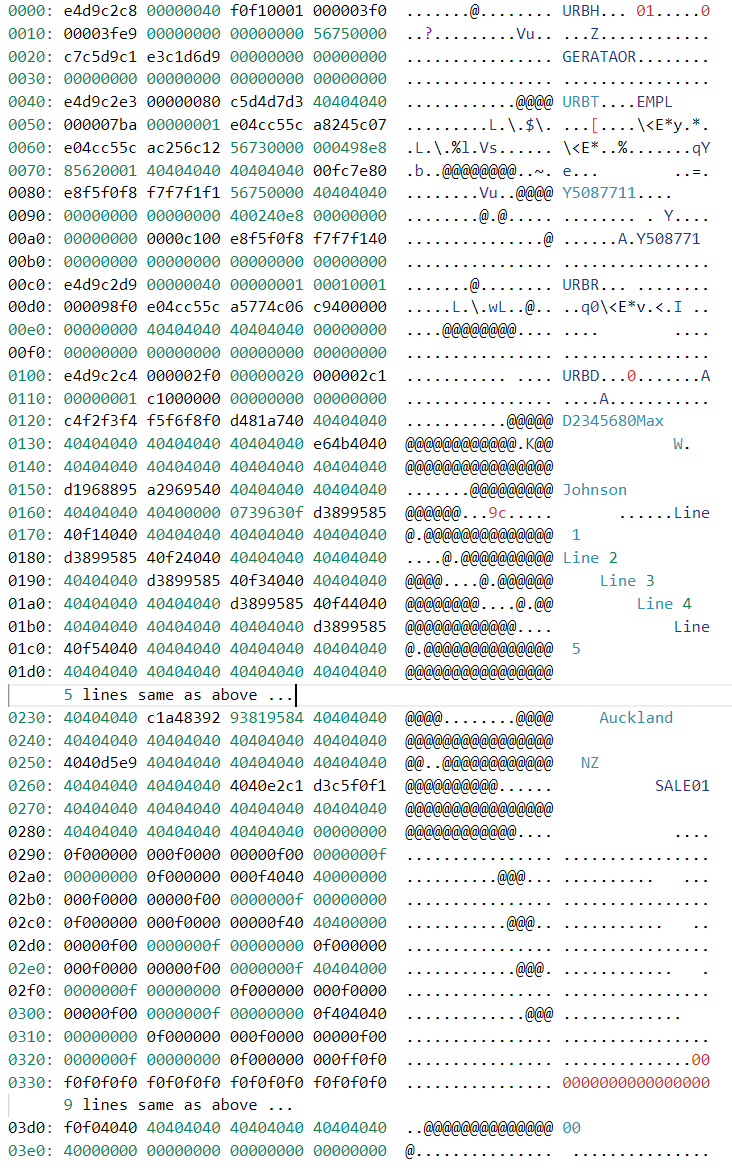 0000: e4d9c2c8 00000040 f0f10001 000003f0  .......@........ URBH... 01.....0
0010: 00003fe9 00000000 00000000 56750000  ..?.........Vu.. ...Z............
0020: c7c5d9c1 e3c1d6d9 00000000 00000000  ................ GERATAOR........
0030: 00000000 00000000 00000000 00000000  ................ ................
0040: e4d9c2e3 00000080 c5d4d7d3 40404040  ............@@@@ URBT....EMPL
0050: 000007ba 00000001 e04cc55c a8245c07  .........L.\.$\. ...[....\<E*y.*.
0060: e04cc55c ac256c12 56730000 000498e8  .L.\.%l.Vs...... \<E*..%.......qY
0070: 85620001 40404040 40404040 00fc7e80  .b..@@@@@@@@..~. e...        ..=.
0080: e8f5f0f8 f7f7f1f1 56750000 40404040  ........Vu..@@@@ Y5087711....
0090: 00000000 00000000 400240e8 00000000  ........@.@..... ........ . Y....
00a0: 00000000 0000c100 e8f5f0f8 f7f7f140  ...............@ ......A.Y508771
00b0: 00000000 00000000 00000000 00000000  ................ ................
00c0: e4d9c2d9 00000040 00000001 00010001  .......@........ URBR... ........
00d0: 000098f0 e04cc55c a5774c06 c9400000  .....L.\.wL..@.. ..q0\<E*v.<.I ..
00e0: 00000000 40404040 40404040 00000000  ....@@@@@@@@.... ....        ....
00f0: 00000000 00000000 00000000 00000000  ................ ................
0100: e4d9c2c4 000002f0 00000020 000002c1  ........... .... URBD...0.......A
0110: 00000001 c1000000 00000000 00000000  ................ ....A...........
0120: c4f2f3f4 f5f6f8f0 d481a740 40404040  ...........@@@@@ D2345680Max
0130: 40404040 40404040 40404040 e64b4040  @@@@@@@@@@@@.K@@             W.
0140: 40404040 40404040 40404040 40404040  @@@@@@@@@@@@@@@@
0150: d1968895 a2969540 40404040 40404040  .......@@@@@@@@@ Johnson
0160: 40404040 40400000 0739630f d3899585  @@@@@@...9c.....       ......Line
0170: 40f14040 40404040 40404040 40404040  @.@@@@@@@@@@@@@@  1
0180: d3899585 40f24040 40404040 40404040  ....@.@@@@@@@@@@ Line 2
0190: 40404040 d3899585 40f34040 40404040  @@@@....@.@@@@@@     Line 3
01a0: 40404040 40404040 d3899585 40f44040  @@@@@@@@....@.@@         Line 4
01b0: 40404040 40404040 40404040 d3899585  @@@@@@@@@@@@....             Line
01c0: 40f54040 40404040 40404040 40404040  @.@@@@@@@@@@@@@@  5
01d0: 40404040 40404040 40404040 40404040  @@@@@@@@@@@@@@@@
5 lines same as above ...
0230: 40404040 c1a48392 93819584 40404040  @@@@........@@@@     Auckland
0240: 40404040 40404040 40404040 40404040  @@@@@@@@@@@@@@@@
0250: 4040d5e9 40404040 40404040 40404040  @@..@@@@@@@@@@@@   NZ
0260: 40404040 40404040 4040e2c1 d3c5f0f1  @@@@@@@@@@......           SALE01
0270: 40404040 40404040 40404040 40404040  @@@@@@@@@@@@@@@@
0280: 40404040 40404040 40404040 00000000  @@@@@@@@@@@@....             ....
0290: 0f000000 000f0000 00000f00 0000000f  ................ ................
02a0: 00000000 0f000000 000f4040 40000000  ..........@@@... ..........   ...
02b0: 000f0000 00000f00 0000000f 00000000  ................ ................
02c0: 0f000000 000f0000 00000f40 40400000  ...........@@@.. ...........   ..
02d0: 00000f00 0000000f 00000000 0f000000  ................ ................
02e0: 000f0000 00000f00 0000000f 40404000  ............@@@. ............   .
02f0: 0000000f 00000000 0f000000 000f0000  ................ ................
0300: 00000f00 0000000f 00000000 0f404040  .............@@@ .............
0310: 00000000 0f000000 000f0000 00000f00  ................ ................
0320: 0000000f 00000000 0f000000 000ff0f0  ................ ..............00
0330: f0f0f0f0 f0f0f0f0 f0f0f0f0 f0f0f0f0  ................ 0000000000000000
9 lines same as above ...
03d0: f0f04040 40404040 40404040 40404040  ..@@@@@@@@@@@@@@ 00
03e0: 40000000 00000000 00000000 00000000  @...............  ...............